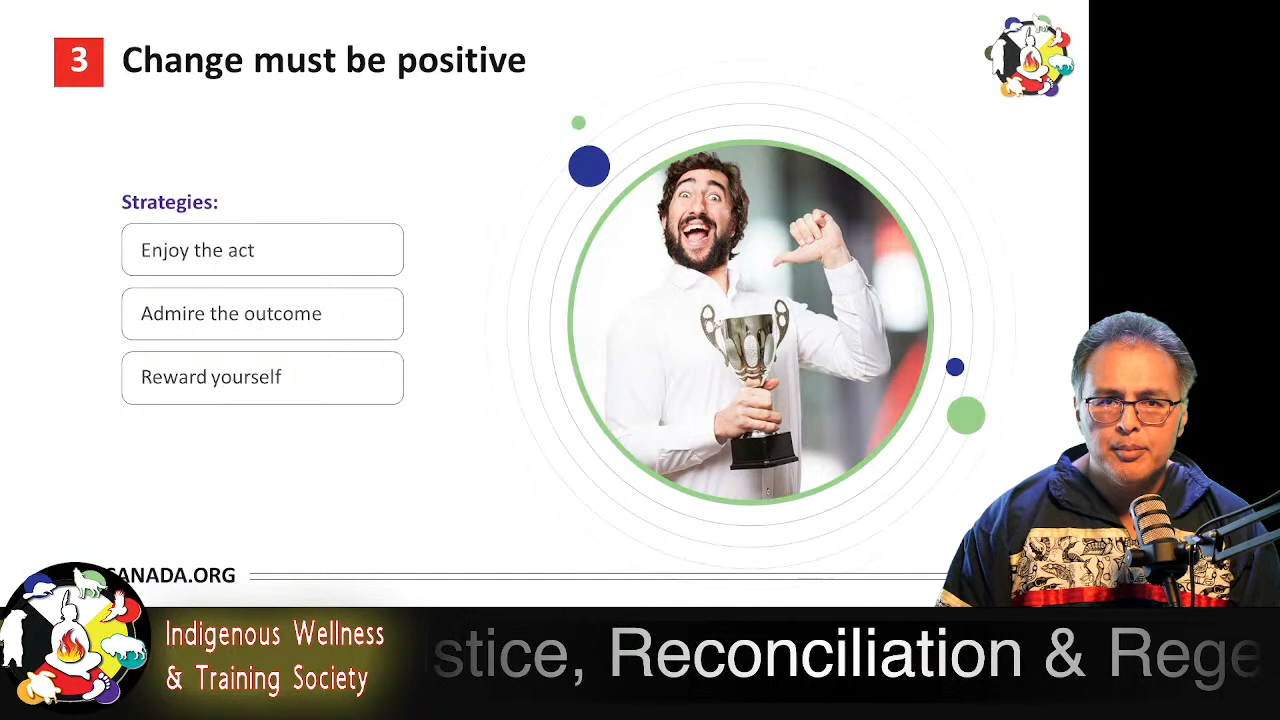 3 Change must be positive
Strategies:
Enjoy the act
Admire the outcome
Reward yourself
CANADA.ORG
Indigenous Wellness
& Training Society
stice, Reconciliation & Rege